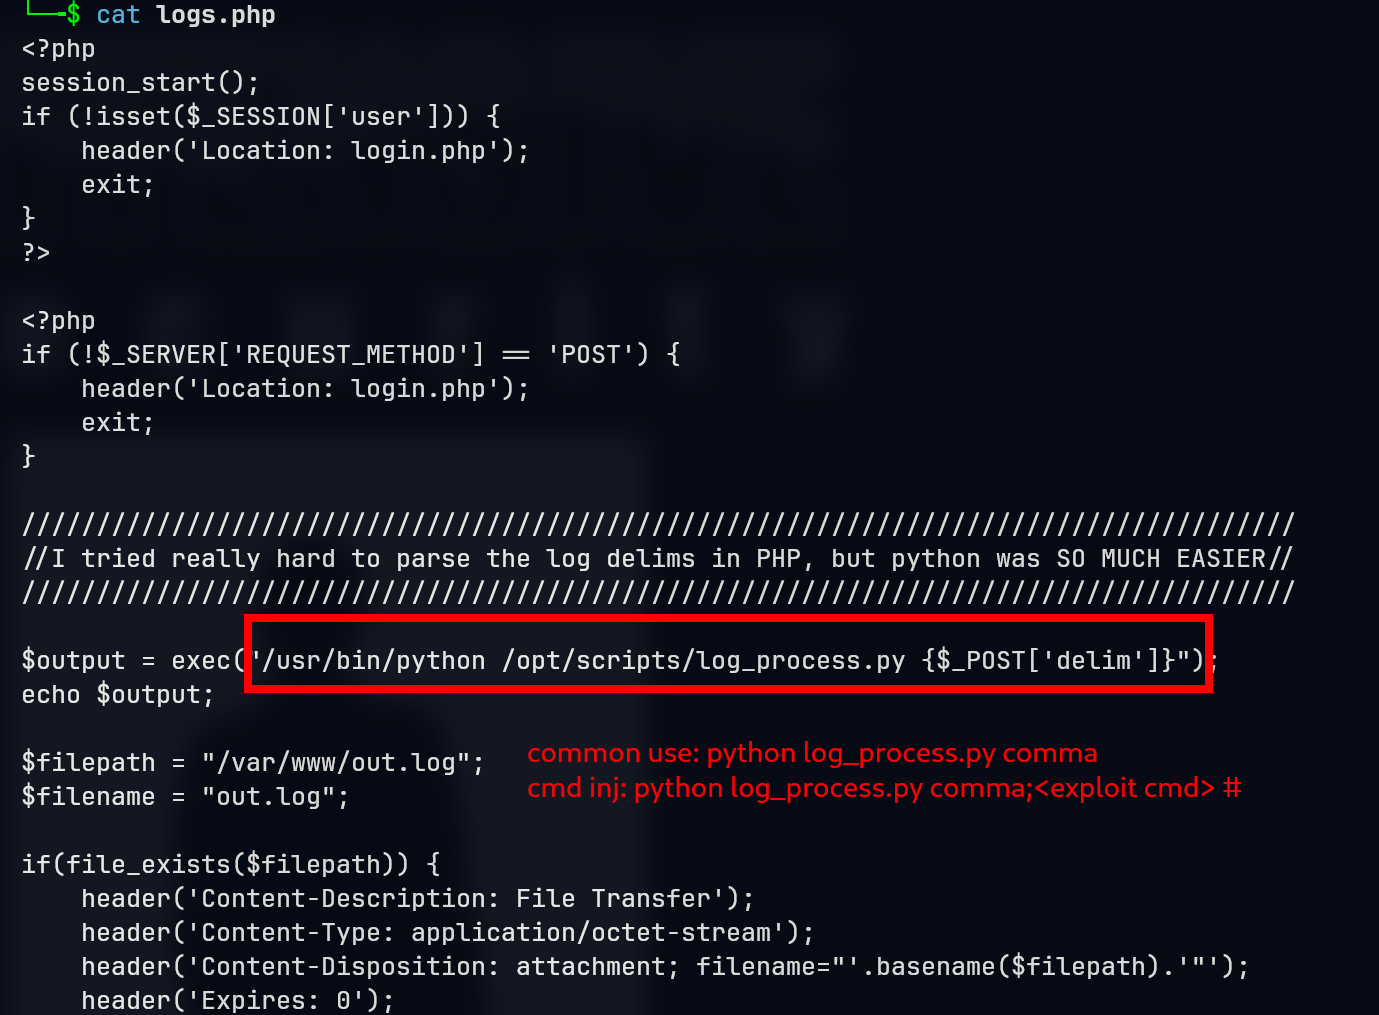 └─$ cat logs.php
<?php
session_start();
if (!isset($_SESSION['user'])) {
    header('Location: login.php');
    exit;
}
?>

<?php
if (!$_SERVER['REQUEST_METHOD'] == 'POST') {
    header('Location: login.php');
    exit;
}

/////////////////////////////////////////////////////////////////////////////////////
//I tried really hard to parse the log delims in PHP, but python was SO MUCH EASIER//
/////////////////////////////////////////////////////////////////////////////////////

$output = exec("/usr/bin/python /opt/scripts/log_process.py {$_POST['delim']}");
echo $output;

$filepath = "/var/www/out.log";
common use: python log_process.py comma
$filename = "out.log";
cmd inj: python log_process.py comma;<exploit cmd> #

if(file_exists($filepath)) {
    header('Content-Description: File Transfer');
    header('Content-Type: application/octet-stream');
    header('Content-Disposition: attachment; filename="'.basename($filepath).'"');
    header('Expires: 0');